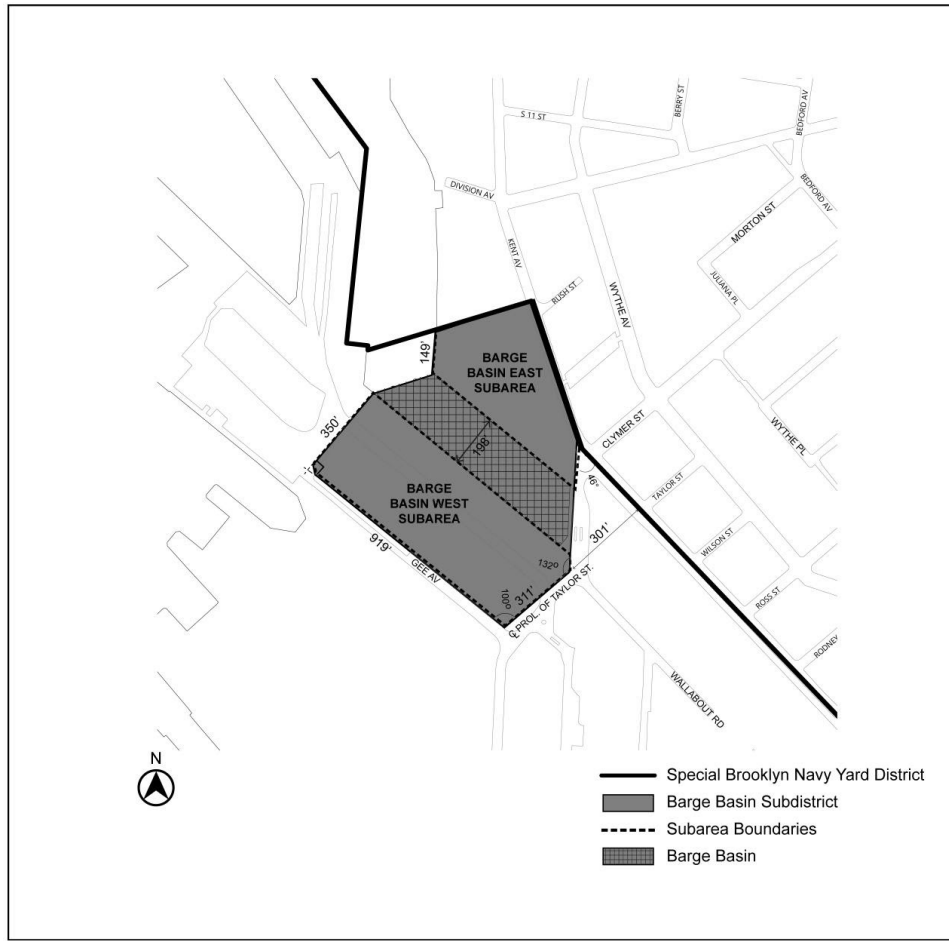 S 11 ST
BERRY ST
BEDFORD AV
DIVISION AV
BEDFORD AV
MORTON ST
KENT AV
JULIANA PL
RUSH ST.
WYTHE AV
149'
BARGE
BASIN EAST
SUBAREA
350'
CLYMER ST
WYTHE PL
198'
46°
TAYLOR ST
BARGE
BASIN WEST
SUBAREA
301'
WILSON ST
919'
GEE AV
132°
ROSS ST
100°
311'
℄ PROL. OF TAYLOR ST.
RODNEY
WALLABOUT RD
N
Special Brooklyn Navy Yard District
Barge Basin Subdistrict
Subarea Boundaries
Barge Basin